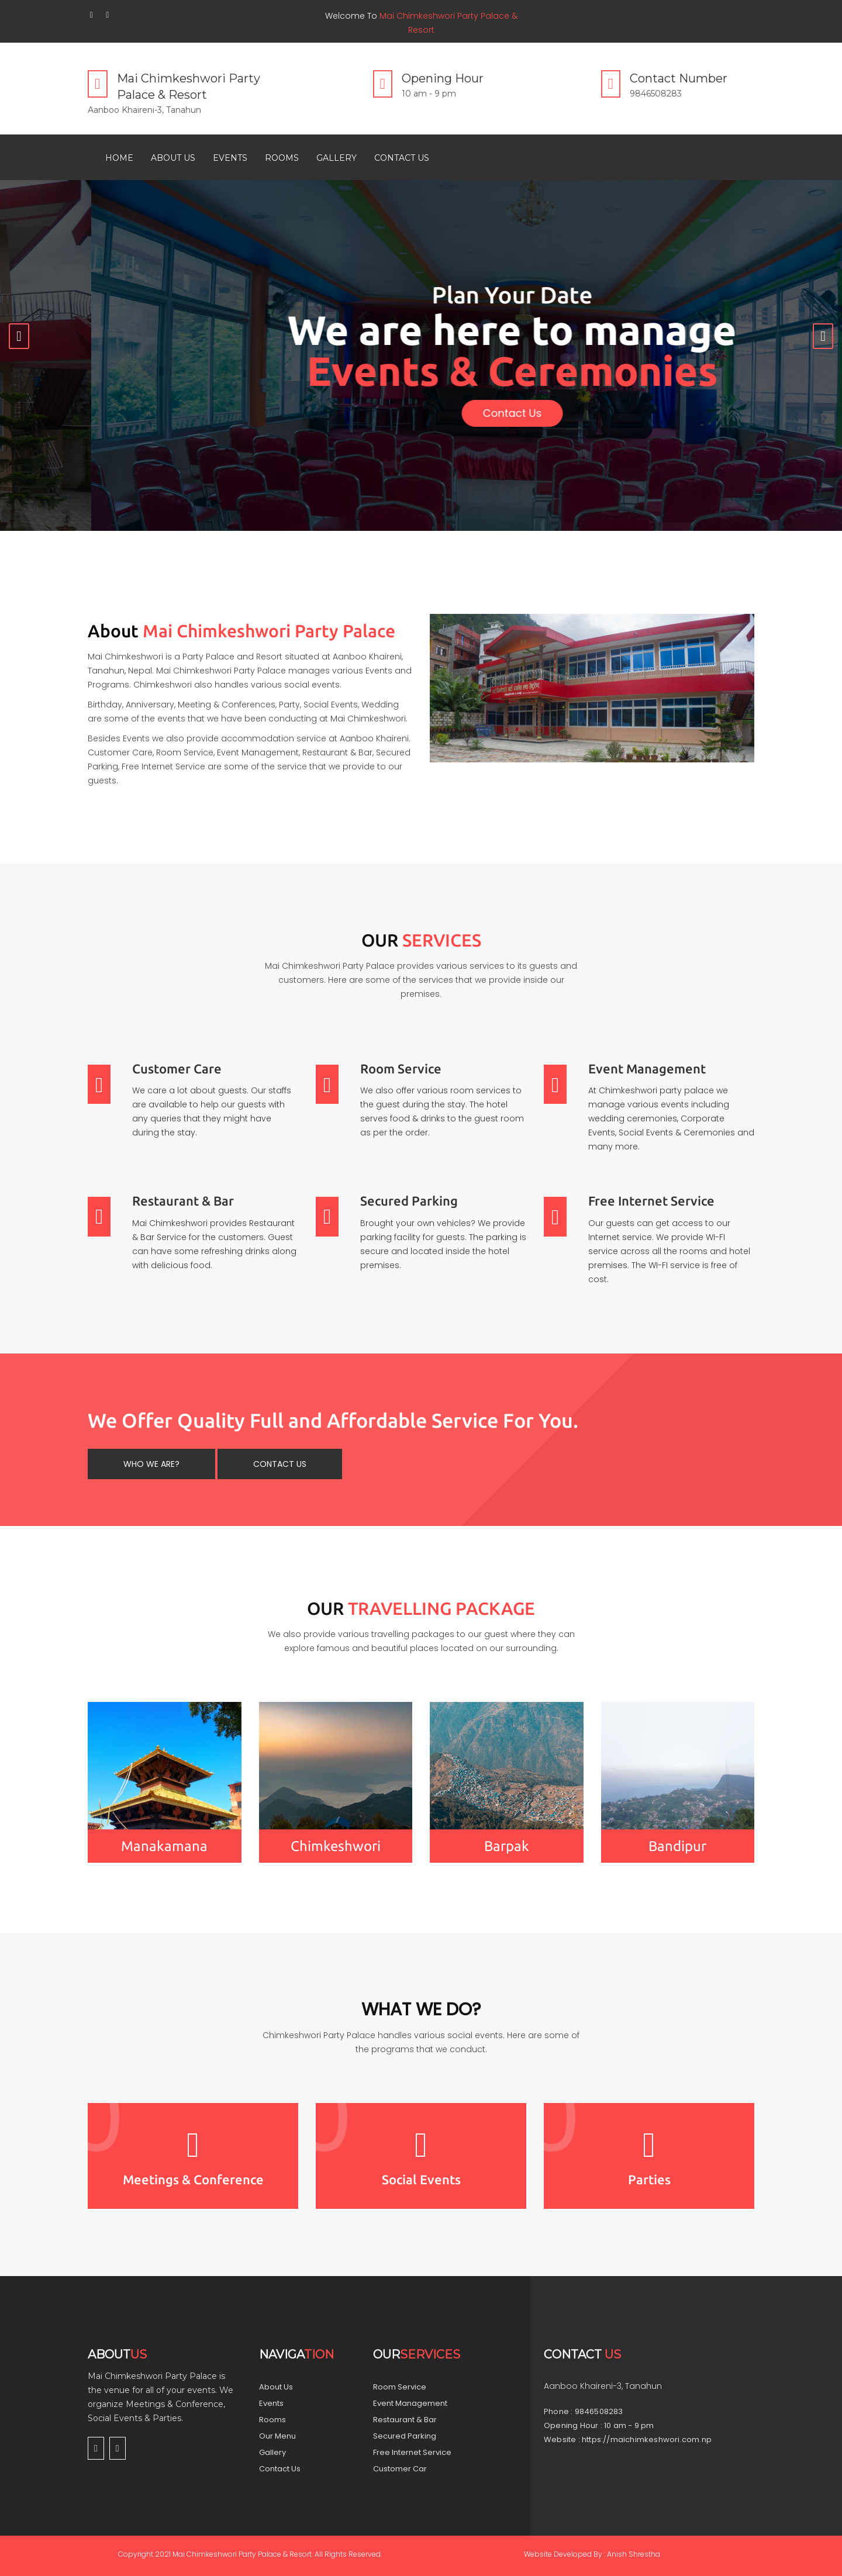 Welcome To Mai Chimkeshwori Party Palace &
Resort
Mai Chimkeshwori Party
Palace & Resort
Aanboo Khaireni-3, Tanahun
Opening Hour
10 am - 9 pm
Contact Number
9846508283
HOME
ABOUT US
EVENTS
ROOMS
GALLERY
CONTACT US
Plan Your Date
We are here to manage
Events & Ceremonies
Contact Us
About Mai Chimkeshwori Party Palace
Mai Chimkeshwori is a Party Palace and Resort situated at Aanboo Khaireni,
Tanahun, Nepal. Mai Chimkeshwori Party Palace manages various Events and
Programs. Chimkeshwori also handles various social events.
Birthday, Anniversary, Meeting & Conferences, Party, Social Events, Wedding
are some of the events that we have been conducting at Mai Chimkeshwori.
Besides Events we also provide accommodation service at Aanboo Khaireni.
Customer Care, Room Service, Event Management, Restaurant & Bar, Secured
Parking, Free Internet Service are some of the service that we provide to our
guests.
OUR SERVICES
Mai Chimkeshwori Party Palace provides various services to its guests and
customers. Here are some of the services that we provide inside our
premises.
Customer Care
We care a lot about guests. Our staffs
are available to help our guests with
any queries that they might have
during the stay.
Room Service
We also offer various room services to
the guest during the stay. The hotel
serves food & drinks to the guest room
as per the order.
Event Management
At Chimkeshwori party palace we
manage various events including
wedding ceremonies, Corporate
Events, Social Events & Ceremonies and
many more.
Restaurant & Bar
Mai Chimkeshwori provides Restaurant
& Bar Service for the customers. Guest
can have some refreshing drinks along
with delicious food.
Secured Parking
Brought your own vehicles? We provide
parking facility for guests. The parking is
secure and located inside the hotel
premises.
Free Internet Service
Our guests can get access to our
Internet service. We provide WI-FI
service across all the rooms and hotel
premises. The WI-FI service is free of
cost.
We Offer Quality Full and Affordable Service For You.
WHO WE ARE?
CONTACT US
OUR TRAVELLING PACKAGE
We also provide various travelling packages to our guest where they can
explore famous and beautiful places located on our surrounding.
Manakamana
Chimkeshwori
Barpak
Bandipur
WHAT WE DO?
Chimkeshwori Party Palace handles various social events. Here are some of
the programs that we conduct.
Meetings & Conference
Social Events
Parties
ABOUTUS
Mai Chimkeshwori Party Palace is
the venue for all of your events. We
organize Meetings & Conference,
Social Events & Parties.
NAVIGATION
About Us
Events
Rooms
Our Menu
Gallery
Contact Us
OURSERVICES
Room Service
Event Management
Restaurant & Bar
Secured Parking
Free Internet Service
Customer Car
CONTACT US
Aanboo Khaireni-3, Tanahun
Phone : 9846508283
Opening Hour : 10 am - 9 pm
Website : https://maichimkeshwori.com.np
Copyright 2021 Mai Chimkeshwori Party Palace & Resort. All Rights Reserved.
Website Developed By : Anish Shrestha